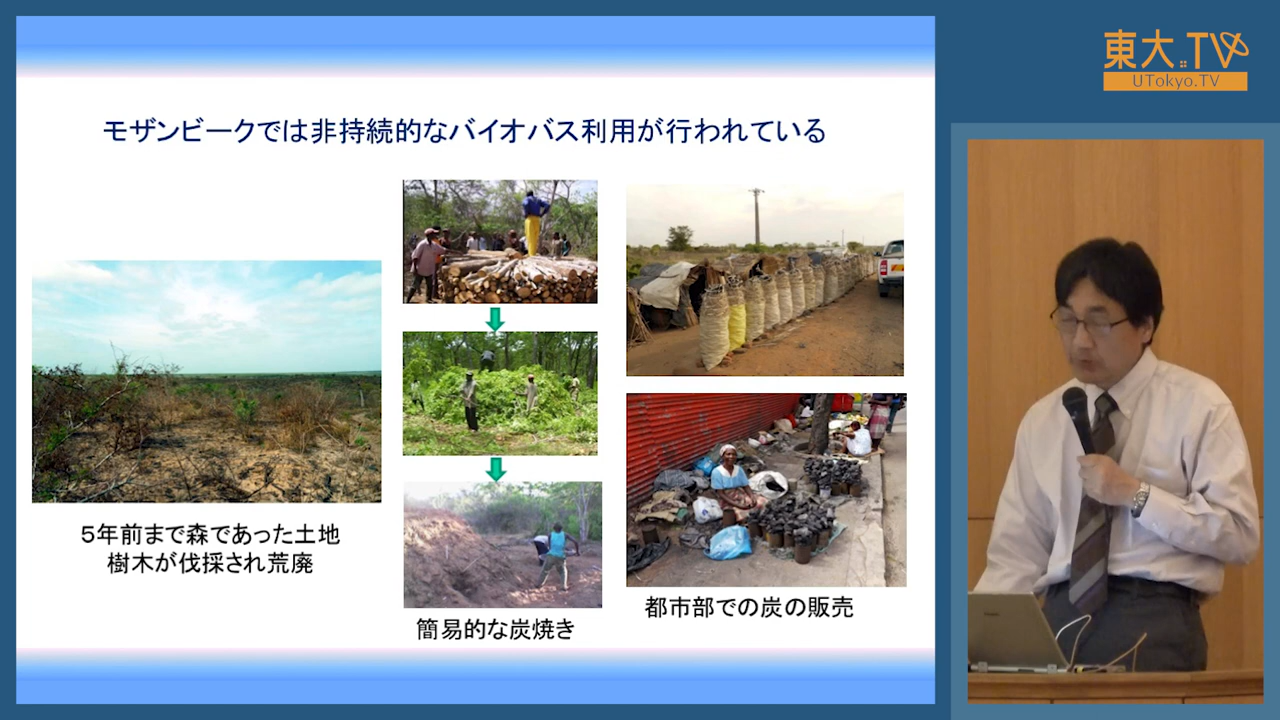 モザンビークでは非持続的なバイオバス利用が行われている
5年前まで森であった土地
樹木が伐採され荒廃
簡易的な炭焼き
都市部での炭の販売
東大TV
UTokyo.TV